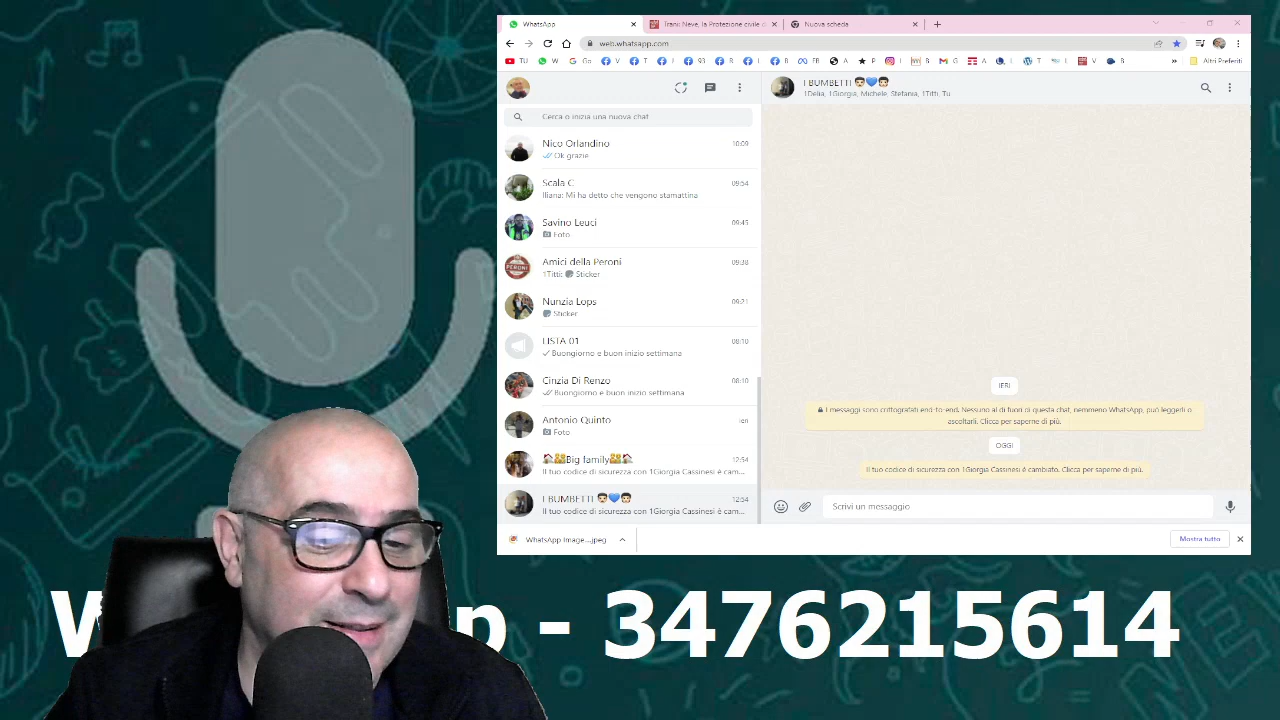 WhatsApp
Trani: Neve, la Protezione civile
Nuova scheda
web.whatsapp.com
TU
W
Go
V
T
I
93
R
I
B
EB
A
P
I
B
G
A
L
T
L
V
B
Altri Preferiti
I BUMBETTI 👨🏻💙👨🏻
1Delia, 1Giorgia, Michele, Stefania, 1Titti, Tu
Cerca o inizia una nuova chat
Nico Orlandino 10:09
Ok grazie
Scala C 09:54
Iliana: Mi ha detto che vengono stamattina
Savino Leuci 09:45
Foto
Amici della Peroni 09:38
1Titti: Sticker
PERONI
Nunzia Lops 09:21
Sticker
LISTA 01 08:10
Buongiorno e buon inizio settimana
Cinzia Di Renzo 08:10
Buongiorno e buon inizio settimana
Antonio Quinto ieri
Foto
Big family 12:54
Il tuo codice di sicurezza con 1Giorgia Cassinesi è cam...
I BUMBETTI 👨🏻💙👨🏻 12:54
Il tuo codice di sicurezza con 1Giorgia Cassinesi è cam...
IERI
I messaggi sono crittografati end-to-end. Nessuno al di fuori di questa chat, nemmeno WhatsApp, può leggerli o
ascoltarli. Clicca per saperne di più.
OGGI
Il tuo codice di sicurezza con 1Giorgia Cassinesi è cambiato. Clicca per saperne di più.
Scrivi un messaggio
WhatsApp Image....jpeg
Mostra tutto
p - 3476215614